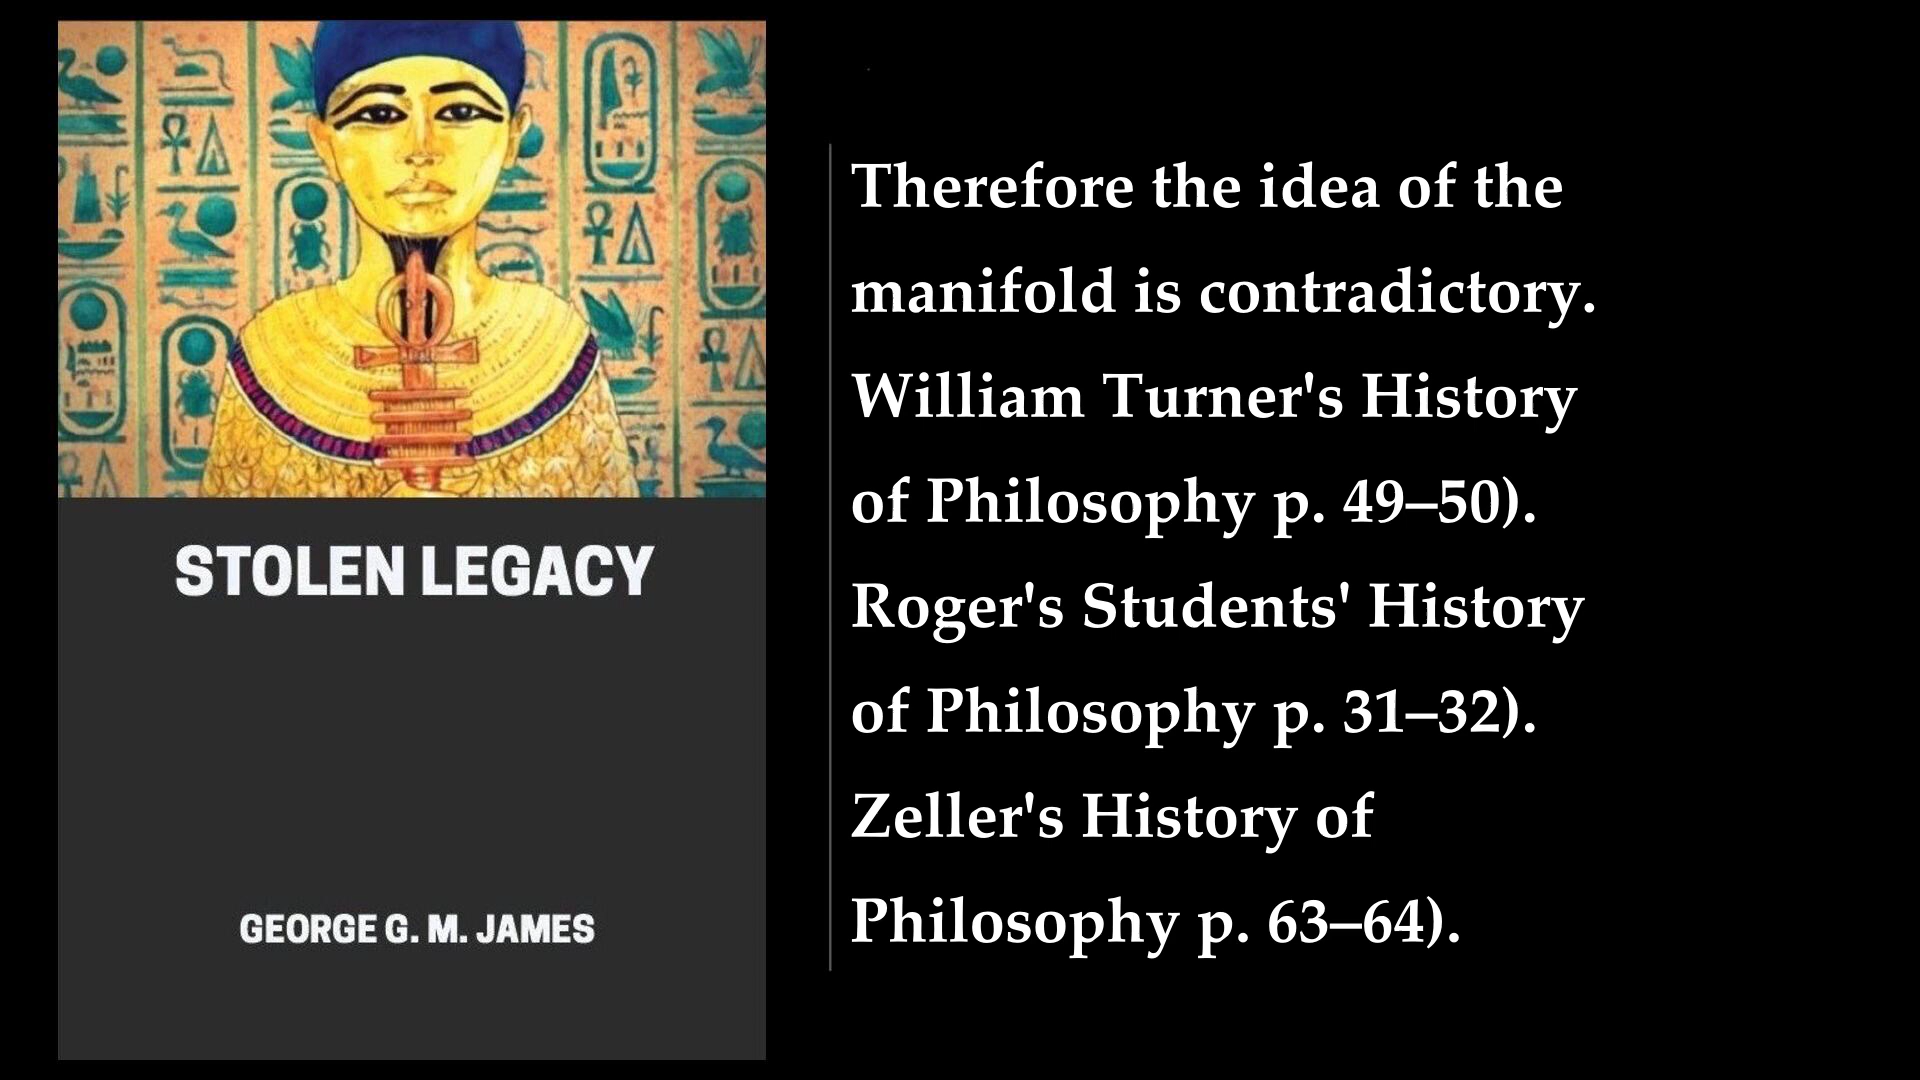 STOLEN LEGACY
GEORGE G. M. JAMES
Therefore the idea of the
manifold is contradictory.
William Turner's History
of Philosophy p. 49–50).
Roger's Students' History
of Philosophy p. 31–32).
Zeller's History of
Philosophy p. 63–64).